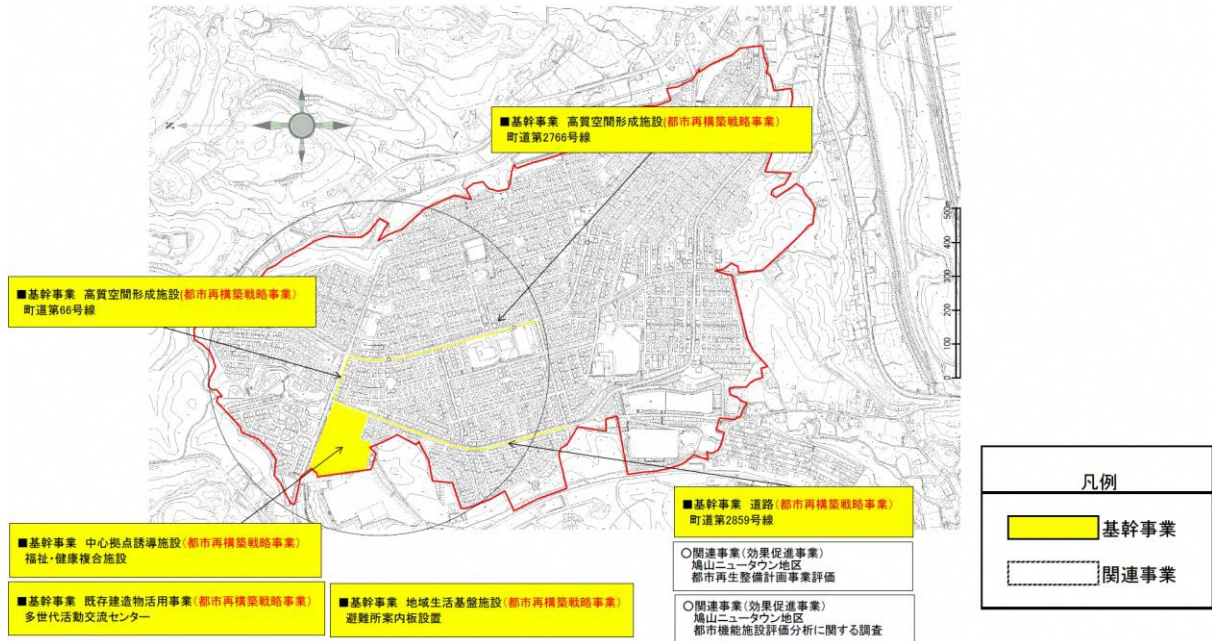 ■基幹事業 高質空間形成施設(都市再構築戦略事業)
町道第2766号線
■基幹事業 高質空間形成施設(都市再構築戦略事業)
町道第66号線
500m
400
300
200
100
0
■基幹事業 中心拠点誘導施設(都市再構築戦略事業)
福祉・健康複合施設
■基幹事業 既存建造物活用事業(都市再構築戦略事業)
多世代活動交流センター
■基幹事業 地域生活基盤施設(都市再構築戦略事業)
避難所案内板設置
■基幹事業 道路(都市再構築戦略事業)
町道第2859号線
○関連事業(効果促進事業)
鳩山ニュータウン地区
都市再生整備計画事業評価
○関連事業(効果促進事業)
鳩山ニュータウン地区
都市機能施設評価分析に関する調査
凡例
基幹事業
関連事業